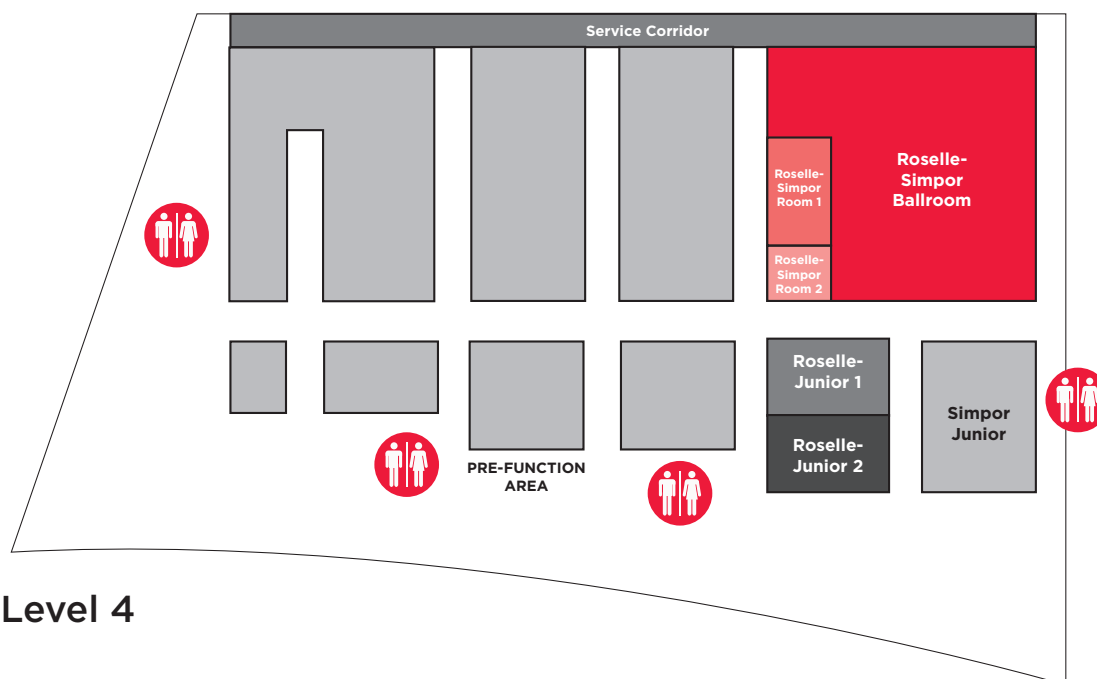 Service Corridor
Roselle-
Simpor
Ballroom
Roselle-
Simpor
Room 1
Roselle-
Simpor
Room 2
Roselle-
Junior 1
Simpor
Junior
Roselle-
Junior 2
PRE-FUNCTION
AREA
Level 4